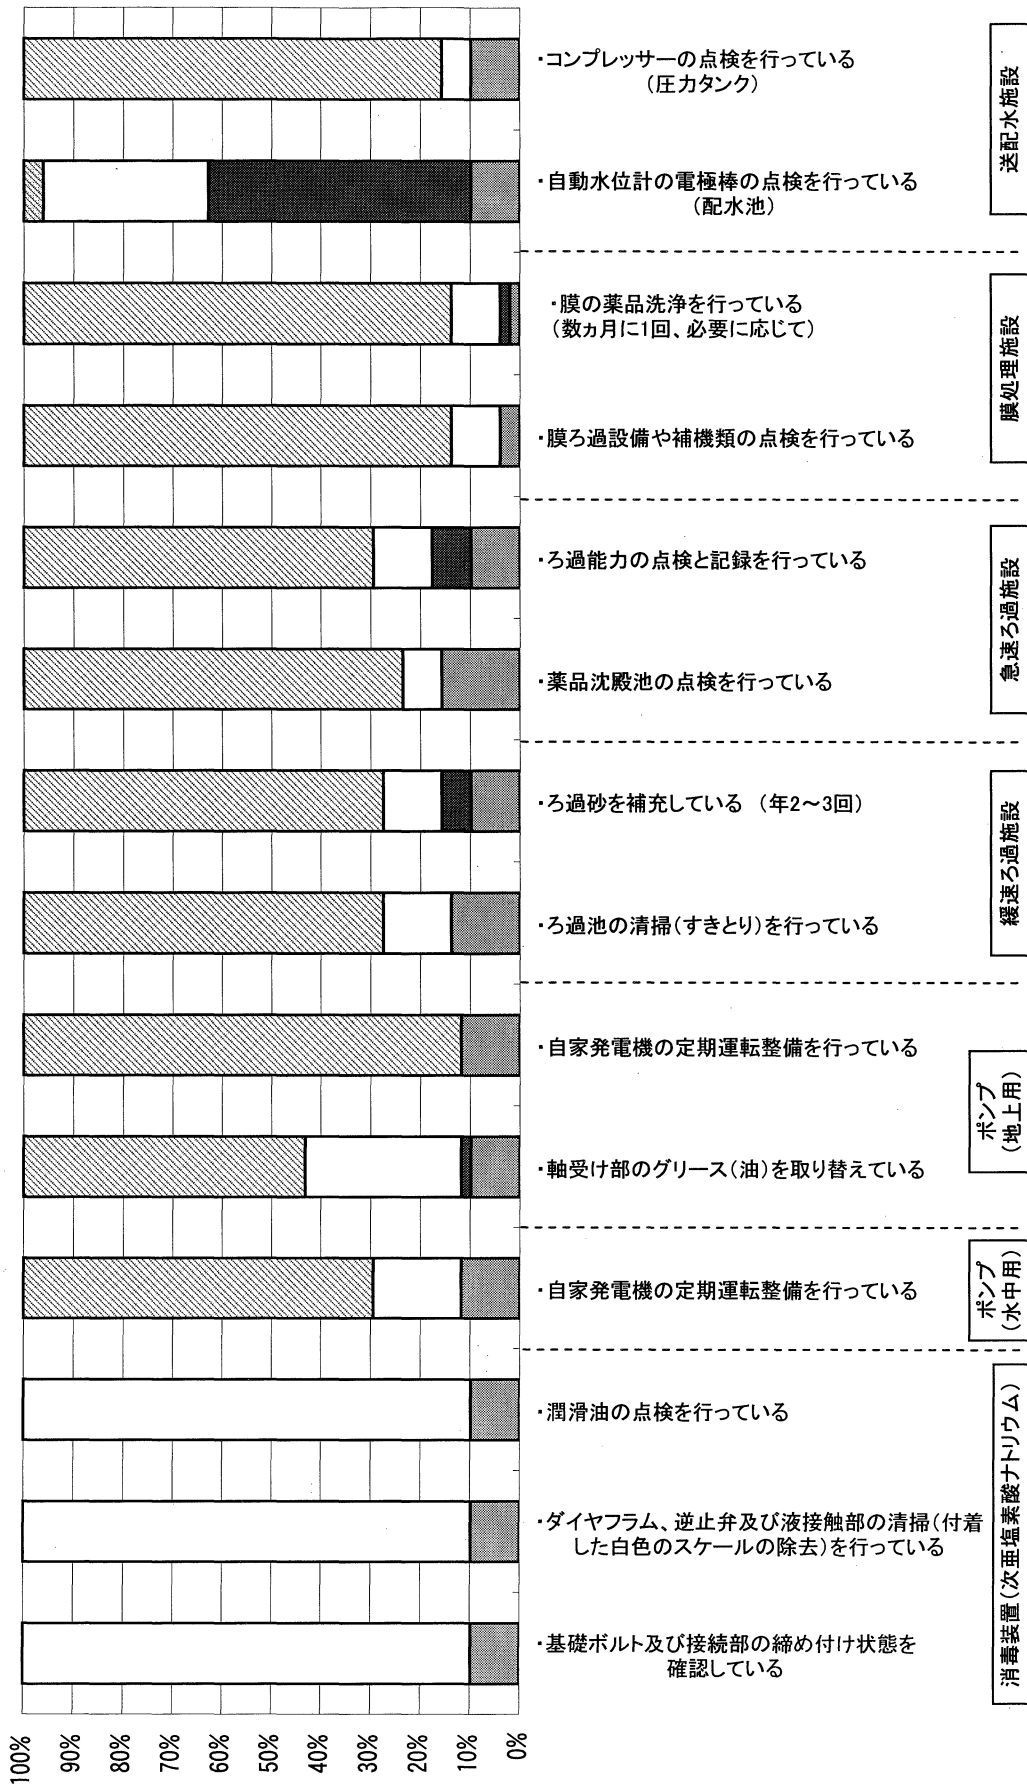 ・コンプレッサーの点検を行っている
（圧力タンク）
送配水施設
・自動水位計の電極棒の点検を行っている
（配水池）
・膜の薬品洗浄を行っている
（数ヵ月に1回、必要に応じて）
膜処理施設
・膜ろ過設備や補機類の点検を行っている
・ろ過能力の点検と記録を行っている
急速ろ過施設
・薬品沈殿池の点検を行っている
・ろ過砂を補充している （年2～3回）
緩速ろ過施設
・ろ過池の清掃（すきとり）を行っている
・自家発電機の定期運転整備を行っている
ポンプ
（地上用）
・軸受け部のグリース（油）を取り替えている
・自家発電機の定期運転整備を行っている
ポンプ
（水中用）
・潤滑油の点検を行っている
・ダイヤフラム、逆止弁及び液接触部の清掃（付着
した白色のスケールの除去）を行っている
消毒装置（次亜塩素酸ナトリウム）
・基礎ボルト及び接続部の締め付け状態を
確認している
100%
90%
80%
70%
60%
50%
40%
30%
20%
10%
0%